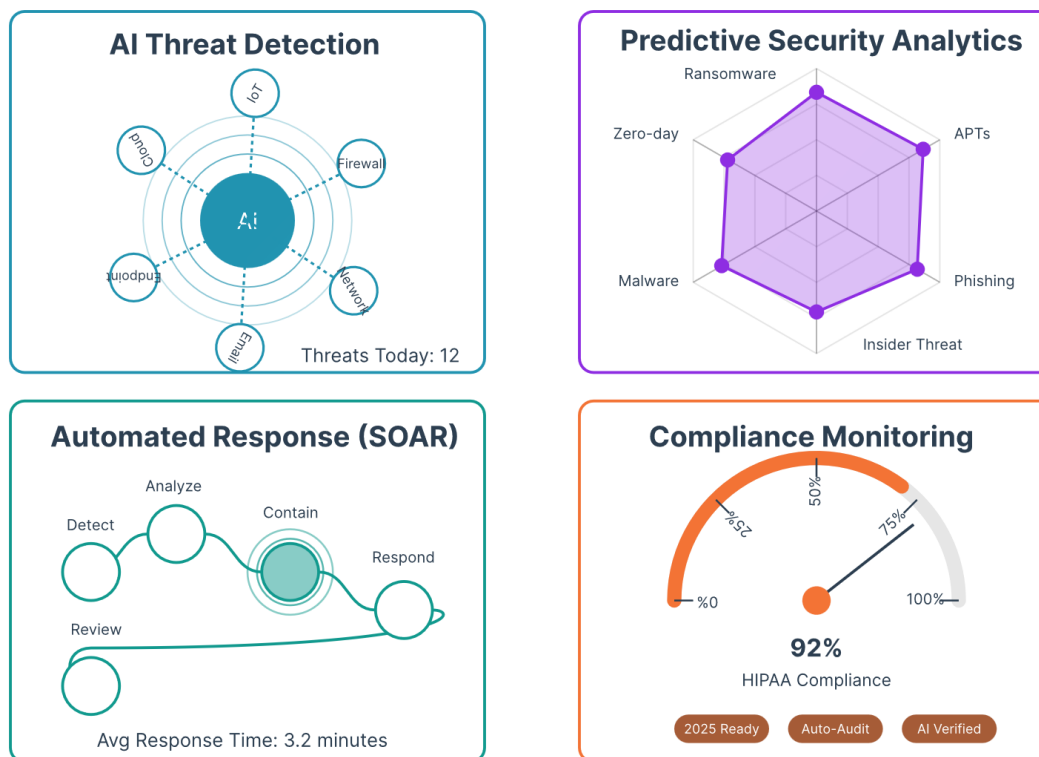 AI Threat Detection
IoT
Cloud
Firewall
AI
Endpoint
Network
Email
Threats Today: 12
Predictive Security Analytics
Ransomware
Zero-day
APTs
Malware
Phishing
Insider Threat
Automated Response (SOAR)
Analyze
Detect
Contain
Respond
Review
Avg Response Time: 3.2 minutes
Compliance Monitoring
50%
25%
75%
%0
100%
92%
HIPAA Compliance
2025 Ready
Auto-Audit
AI Verified